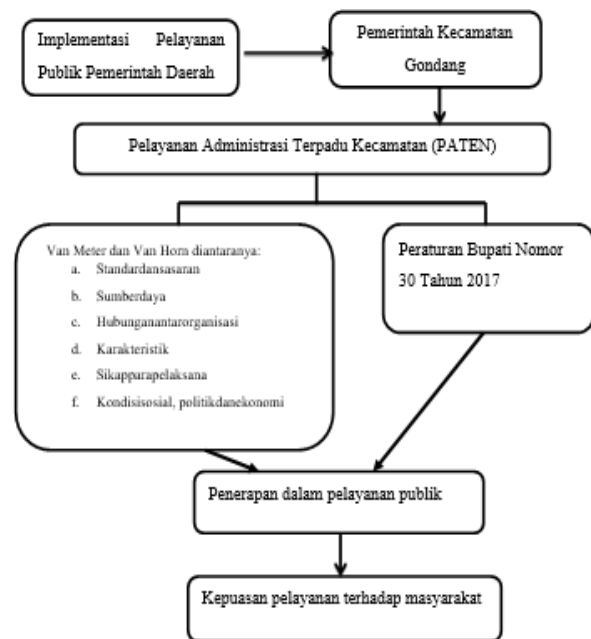 Implementasi Pelayanan
Publik Pemerintah Daerah
Pemerintah Kecamatan
Gondang
Pelayanan Administrasi Terpadu Kecamatan (PATEN)
Van Meter dan Van Horn diantaranya:
a. Standardansasaran
b. Sumberdaya
c. Hubunganantarorganisasi
d. Karakteristik
e. Sikapparapelaksana
f. Kondisisosial, politikdanekonomi
Peraturan Bupati Nomor
30 Tahun 2017
Penerapan dalam pelayanan publik
Kepuasan pelayanan terhadap masyarakat